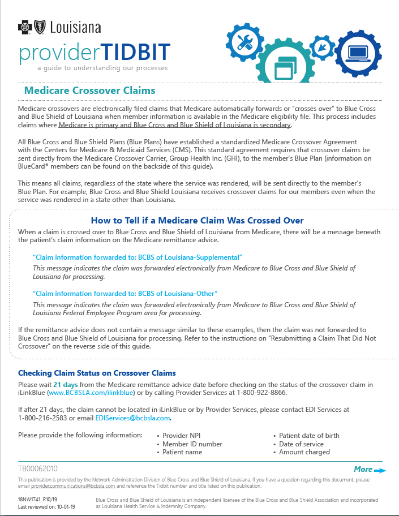 Louisiana
providerTIDBIT
a guide to understanding our processes
Medicare Crossover Claims
Medicare crossovers are electronically filed claims that Medicare automatically forwards or "crosses over" to Blue Cross
and Blue Shield of Louisiana when member information is available in the Medicare eligibility file. This process includes
claims where Medicare is primary and Blue Cross and Blue Shield of Louisiana is secondary.
All Blue Cross and Blue Shield Plans (Blue Plans) have established a standardized Medicare Crossover Agreement
with the Centers for Medicare & Medicaid Services (CMS). This standard agreement requires that crossover claims be
sent directly from the Medicare Crossover Carrier, Group Health Inc. (GHI), to the member's Blue Plan (information on
BlueCard® members can be found on the backside of this guide).
This means all claims, regardless of the state where the service was rendered, will be sent directly to the member's
Blue Plan. For example, Blue Cross and Blue Shield Louisiana receives crossover claims for our members even when the
service was rendered in a state other than Louisiana.
How to Tell if a Medicare Claim Was Crossed Over
When a claim is crossed over to Blue Cross and Blue Shield of Louisiana from Medicare, there will be a message beneath
the patient's claim information on the Medicare remittance advice.
"Claim information forwarded to: BCBS of Louisiana-Supplemental"
This message indicates the claim was forwarded electronically from Medicare to Blue Cross and Blue Shield of
Louisiana for processing.
"Claim information forwarded to: BCBS of Louisiana-Other"
This message indicates the claim was forwarded electronically from Medicare to Blue Cross and Blue Shield of
Louisiana Federal Employee Program area for processing.
If the remittance advice does not contain a message similar to these examples, then the claim was not forwarded to
Blue Cross and Blue Shield of Louisiana for processing. Refer to the instructions on "Resubmitting a Claim That Did Not
Crossover" on the reverse side of this guide.
Checking Claim Status on Crossover Claims
Please wait 21 days from the Medicare remittance advice date before checking on the status of the crossover claim in
iLinkBlue (www.BCBSLA.com/ilinkblue) or by calling Provider Services at 1-800-922-8866.
If after 21 days, the claim cannot be located in iLinkBlue or by Provider Services, please contact EDI Services at
1-800-216-2583 or email EDIServices@bcbsla.com.
Please provide the following information:
• Provider NPI
• Member ID number
• Patient name
• Patient date of birth
• Date of service
• Amount charged
TB00062010
More
This publication is provided by the Network Administration Division of Blue Cross and Blue Shield of Louisiana. If you have a question regarding this document, please
email providercommunications@bcbsla.com and reference the Tidbit number and title listed on this publication.
18NW1741 R10/19
Last reviewed on: 10-01-19
Blue Cross and Blue Shield of Louisiana is an independent licensee of the Blue Cross and Blue Shield Association and incorporated
as Louisiana Health Service & Indemnity Company.